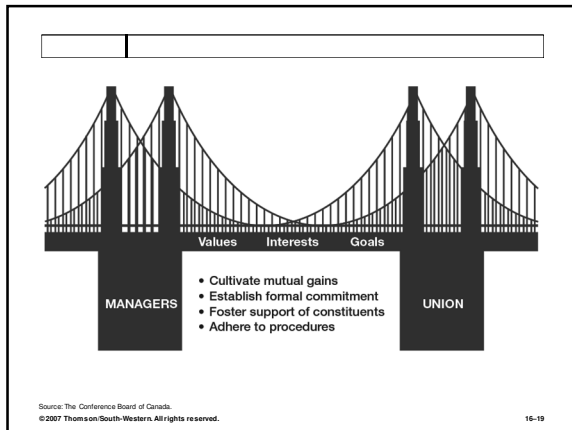 Values Interests Goals
MANAGERS
• Cultivate mutual gains
• Establish formal commitment
• Foster support of constituents
• Adhere to procedures
UNION
Source: The Conference Board of Canada.
©2007 Thomson/South-Western. All rights reserved. 16–19